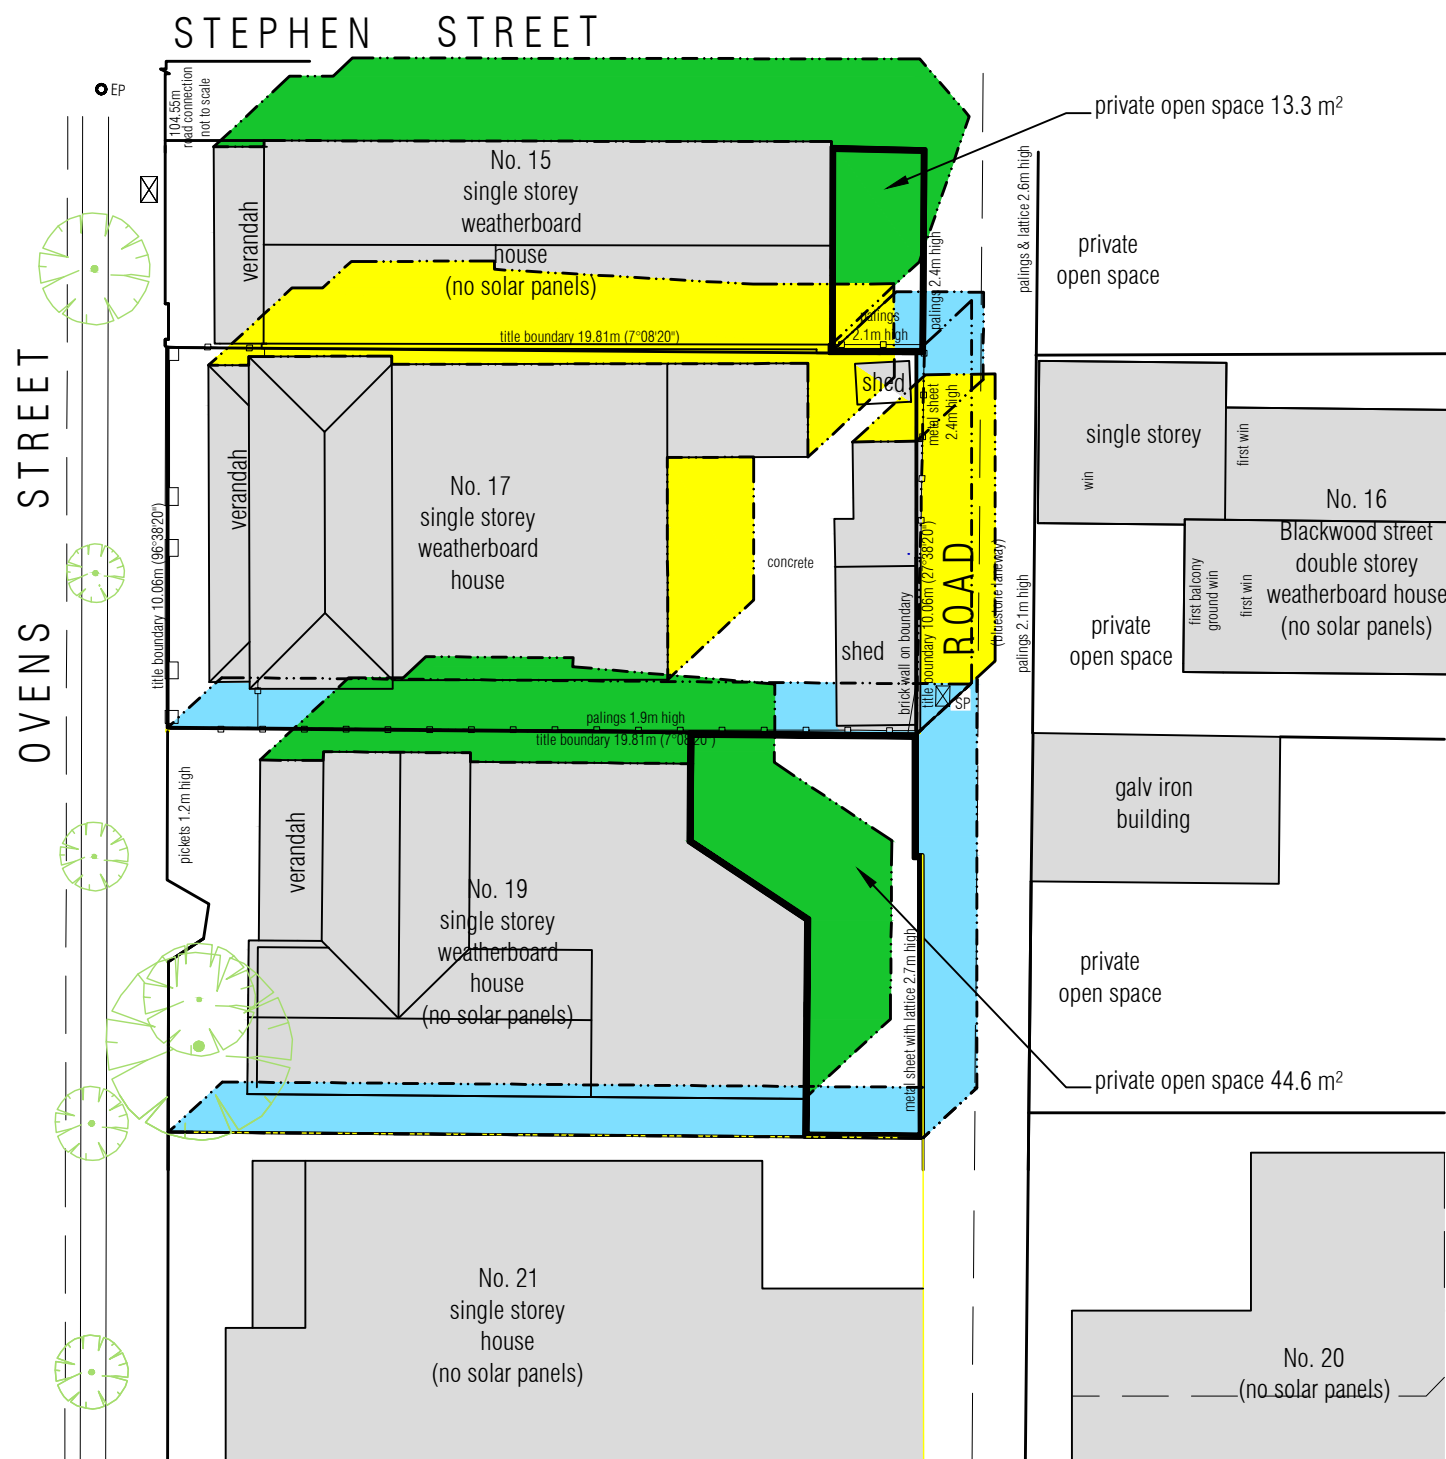 STEPHEN STREET
EP
104.55m
road connection
not to scale
private open space 13.3 m²
No. 15
single storey
weatherboard
house
(no solar panels)
verandah
palings 2.4m high
palings & lattice 2.6m high
private
open space
palings
2.1m high
title boundary 19.81m (7°08'20")
OVENS STREET
shed
metal sheet
2.4m high
single storey
win
first win
No. 17
single storey
weatherboard
house
verandah
title boundary 10.06m (96°38'20")
concrete
shed
brick wall on boundary
title boundary 10.06m (27°38'20")
ROAD
(bluestone laneway)
palings 2.1m high
No. 16
Blackwood street
double storey
weatherboard house
(no solar panels)
first balcony
ground win
first win
private
open space
SP
palings 1.9m high
title boundary 19.81m (7°08'20")
pickets 1.2m high
verandah
galv iron
building
No. 19
single storey
weatherboard
house
(no solar panels)
metal sheet with lattice 2.7m high
private
open space
private open space 44.6 m²
No. 21
single storey
house
(no solar panels)
No. 20
(no solar panels)